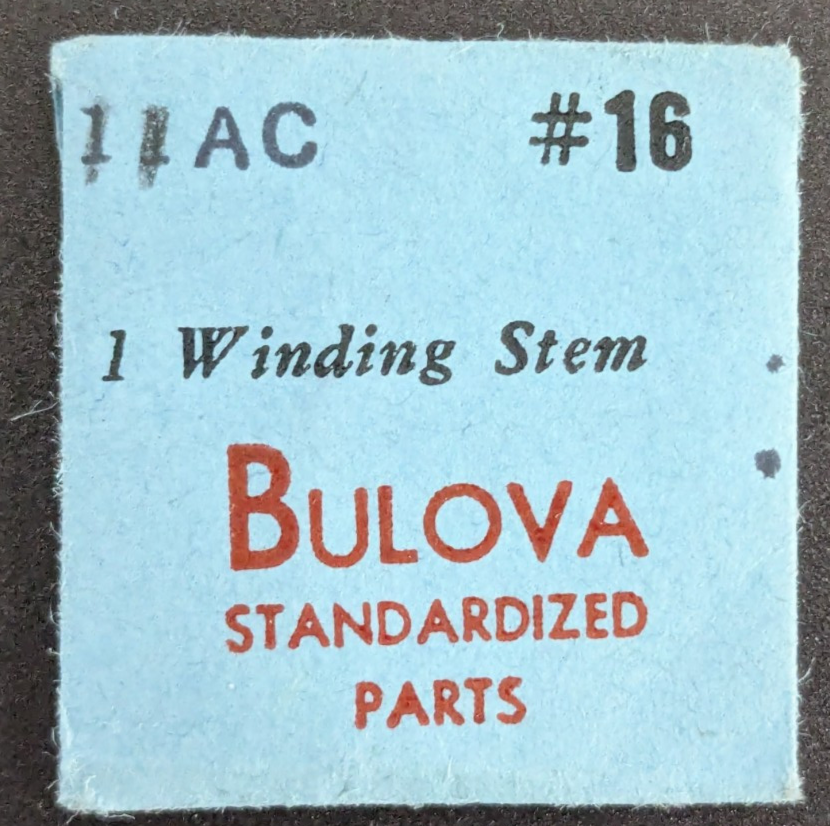 11AC #16
1 Winding Stem
BULOVA
STANDARDIZED
PARTS